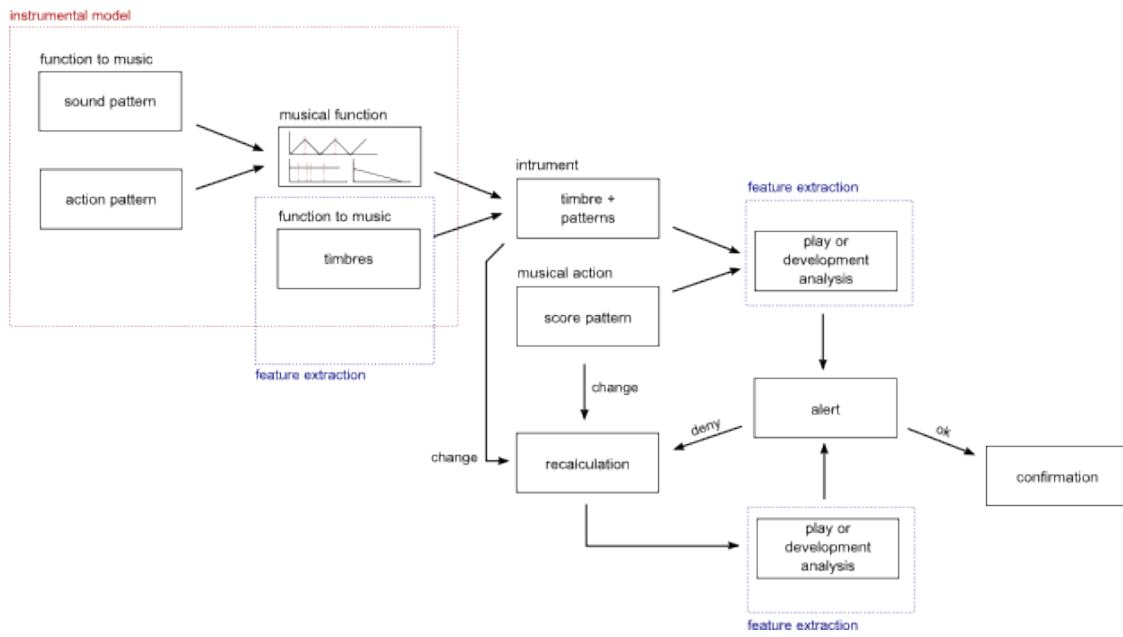 instrumental model
function to music
sound pattern
action pattern
musical function
function to music
timbres
feature extraction
intrument
timbre +
patterns
musical action
score pattern
feature extraction
play or
development
analysis
change
change
recalculation
deny
alert
ok
confirmation
play or
development
analysis
feature extraction